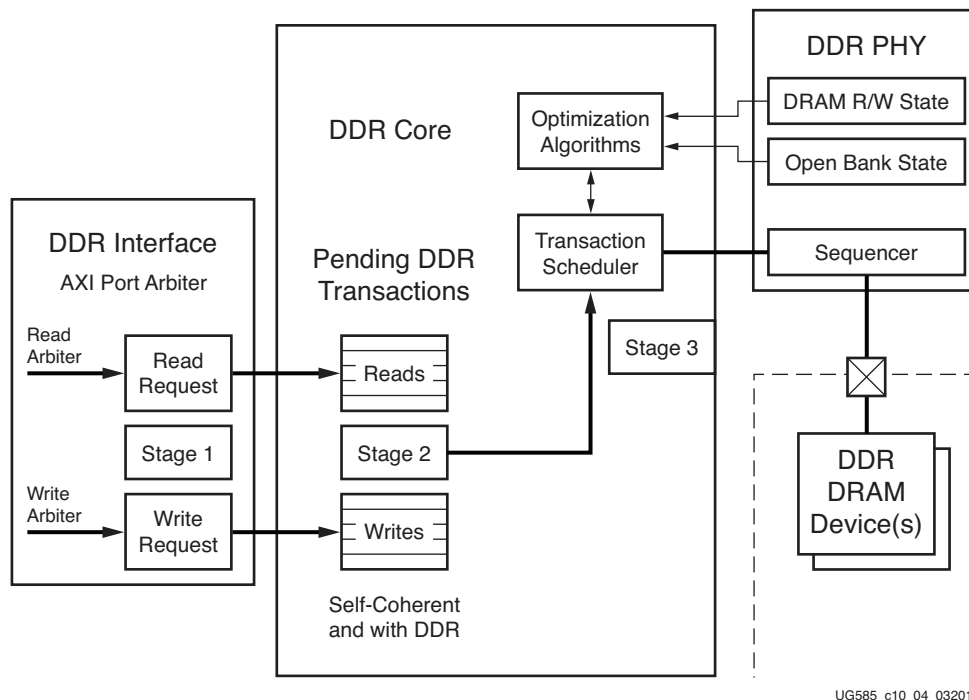 DDR PHY
DRAM R/W State
Open Bank State
Sequencer
DDR Core
Optimization
Algorithms
Transaction
Scheduler
Stage 3
DDR Interface
AXI Port Arbiter
Pending DDR
Transactions
Read
Arbiter
Read
Request
Reads
Stage 1
Stage 2
Write
Arbiter
Write
Request
Writes
Self-Coherent
and with DDR
DDR
DRAM
Device(s)
UG585_c10_04_03201